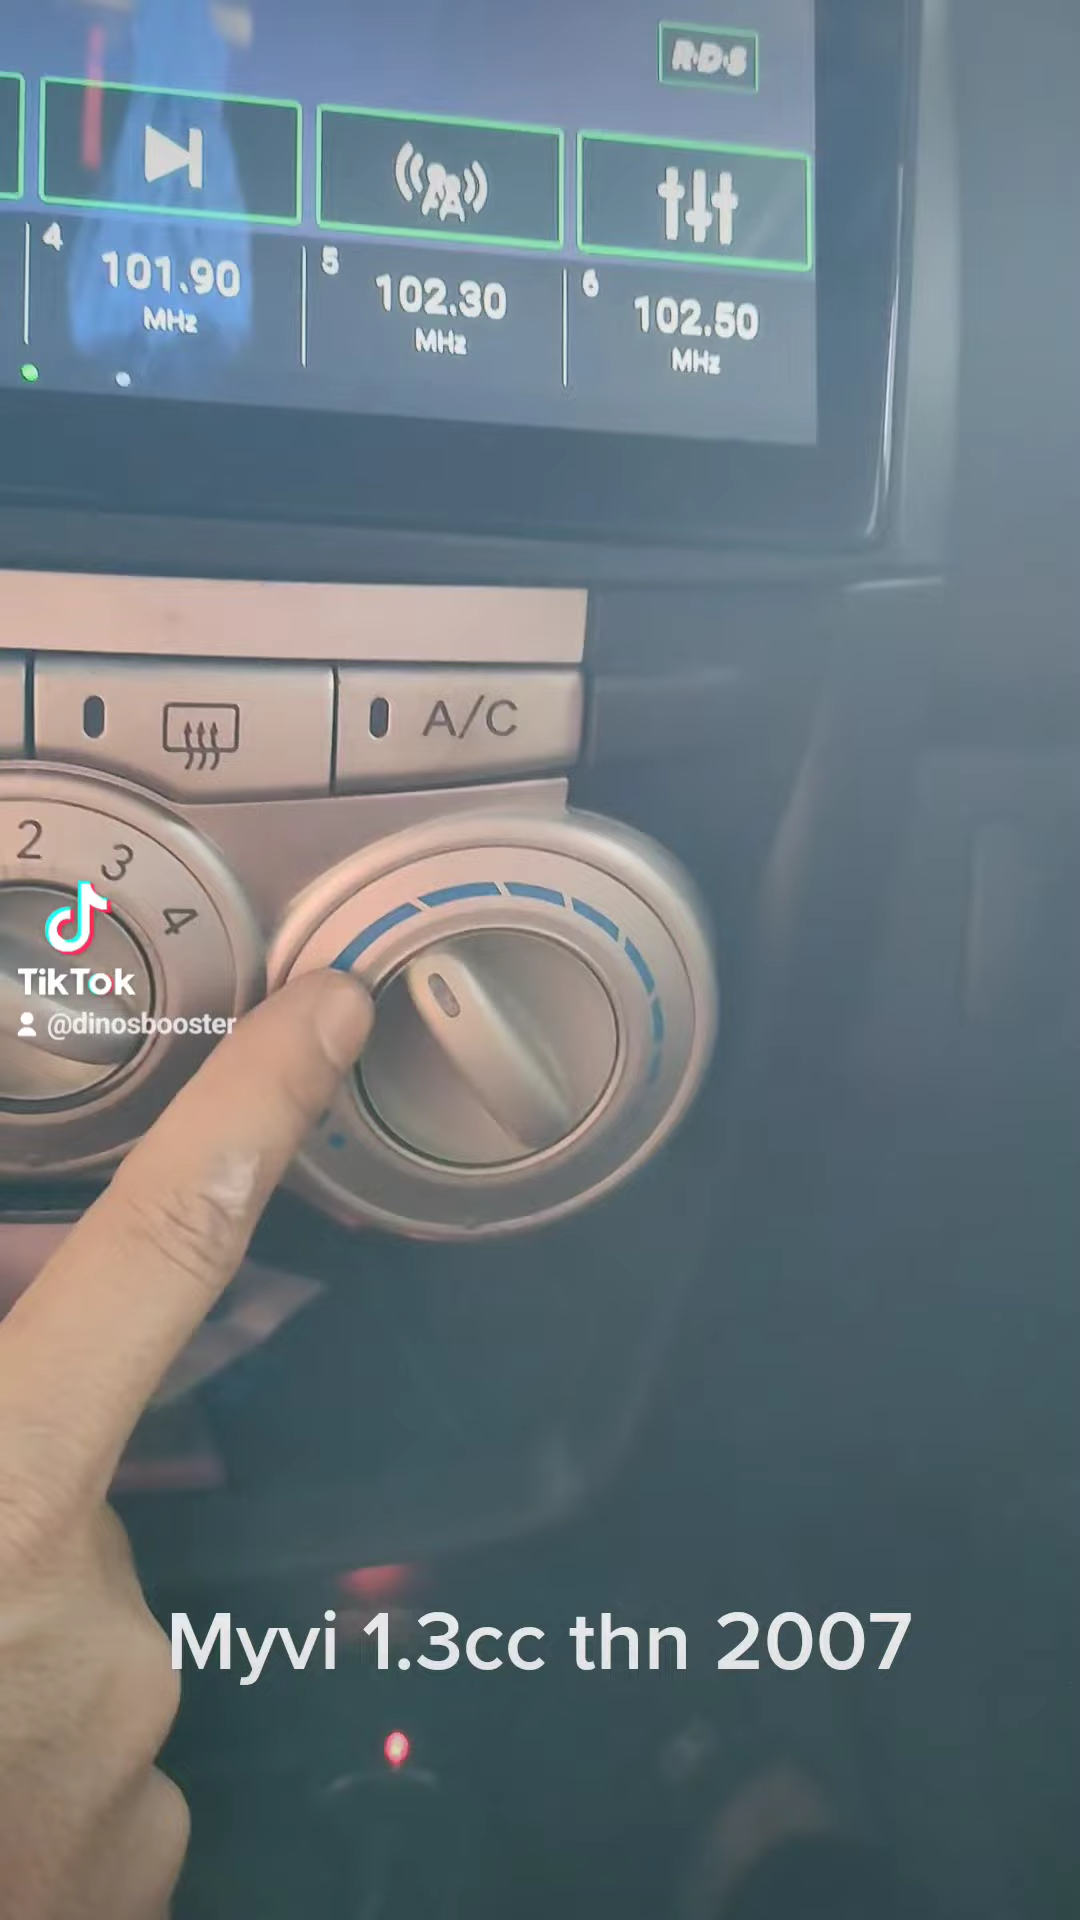 RDS
4
101.90
MHz
5
102.30
MHz
6
102.50
MHz
A/C
2
3
4
TikTok
@dinosbooster
Myvi 1.3cc thn 2007